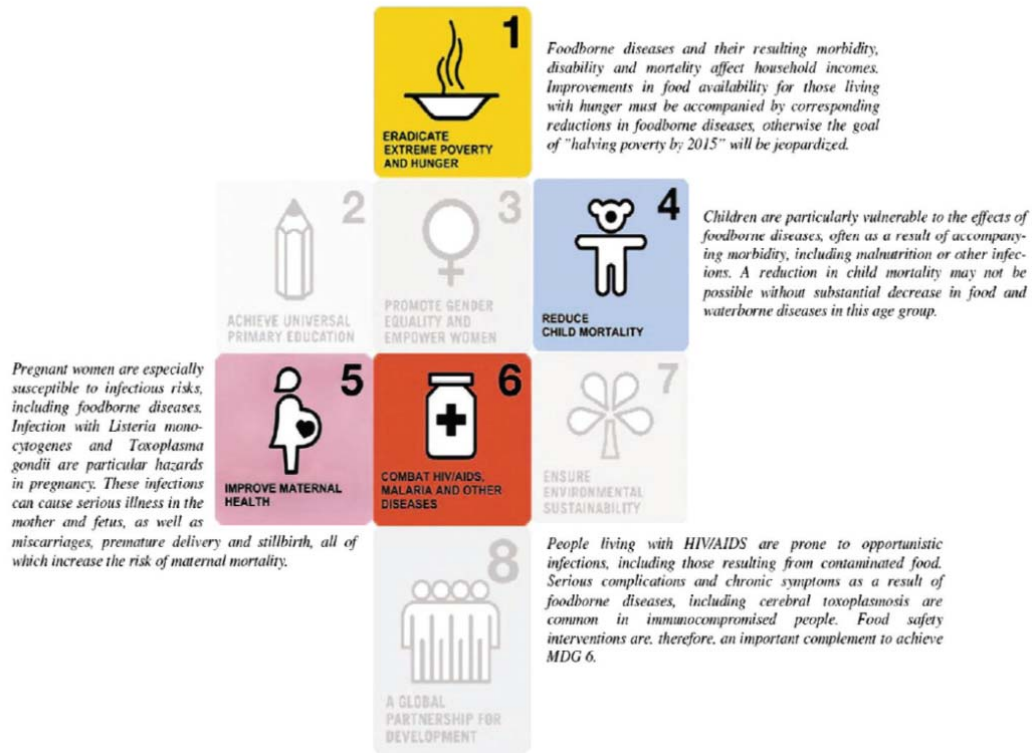 1
ERADICATE
EXTREME POVERTY
AND HUNGER
Foodborne diseases and their resulting morbidity,
disability and mortelity affect household incomes.
Improvements in food availability for those living
with hunger must be accompanied by corresponding
reductions in foodborne diseases, otherwise the goal
of "halving poverty by 2015" will be jeopardized.
2
ACHIEVE UNIVERSAL
PRIMARY EDUCATION
3
PROMOTE GENDER
EQUALITY AND
EMPOWER WOMEN
4
REDUCE
CHILD MORTALITY
Children are particularly vulnerable to the effects of
foodborne diseases, often as a result of accompany-
ing morbidity, including malnutrition or other infec-
tions. A reduction in child mortality may not be
possible without substantial decrease in food and
waterborne diseases in this age group.
Pregnant women are especially
susceptible to infectious risks,
including foodborne diseases.
Infection with Listeria mono-
cytogenes and Toxoplasma
gondii are particular hazards
in pregnancy. These infections
can cause serious illness in the
mother and fetus, as well as
miscarriages, premature delivery and stillbirth, all of
which increase the risk of maternal mortality.
5
IMPROVE MATERNAL
HEALTH
6
COMBAT HIV/AIDS,
MALARIA AND OTHER
DISEASES
7
ENSURE
ENVIRONMENTAL
SUSTAINABILITY
8
A GLOBAL
PARTNERSHIP FOR
DEVELOPMENT
People living with HIV/AIDS are prone to opportunistic
infections, including those resulting from contaminated food.
Serious complications and chronic symptoms as a result of
foodborne diseases, including cerebral toxoplasmosis are
common in immunocompromised people. Food safety
interventions are, therefore, an important complement to achieve
MDG 6.